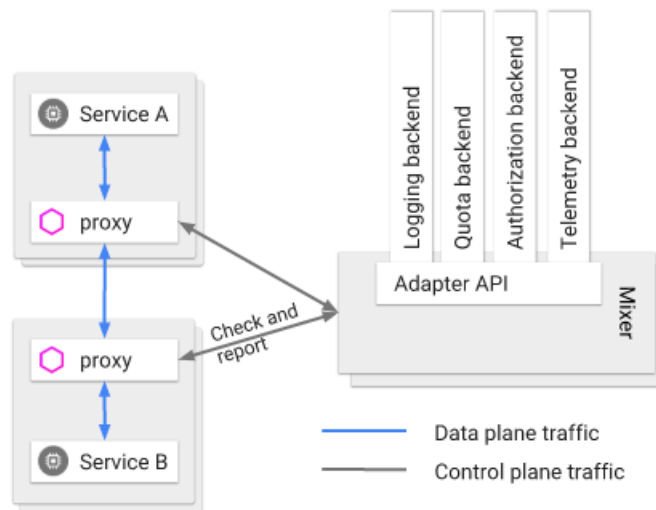 Service A
proxy
proxy
Service B
Check and
report
Logging backend
Quota backend
Authorization backend
Telemetry backend
Adapter API
Mixer
Data plane traffic
Control plane traffic